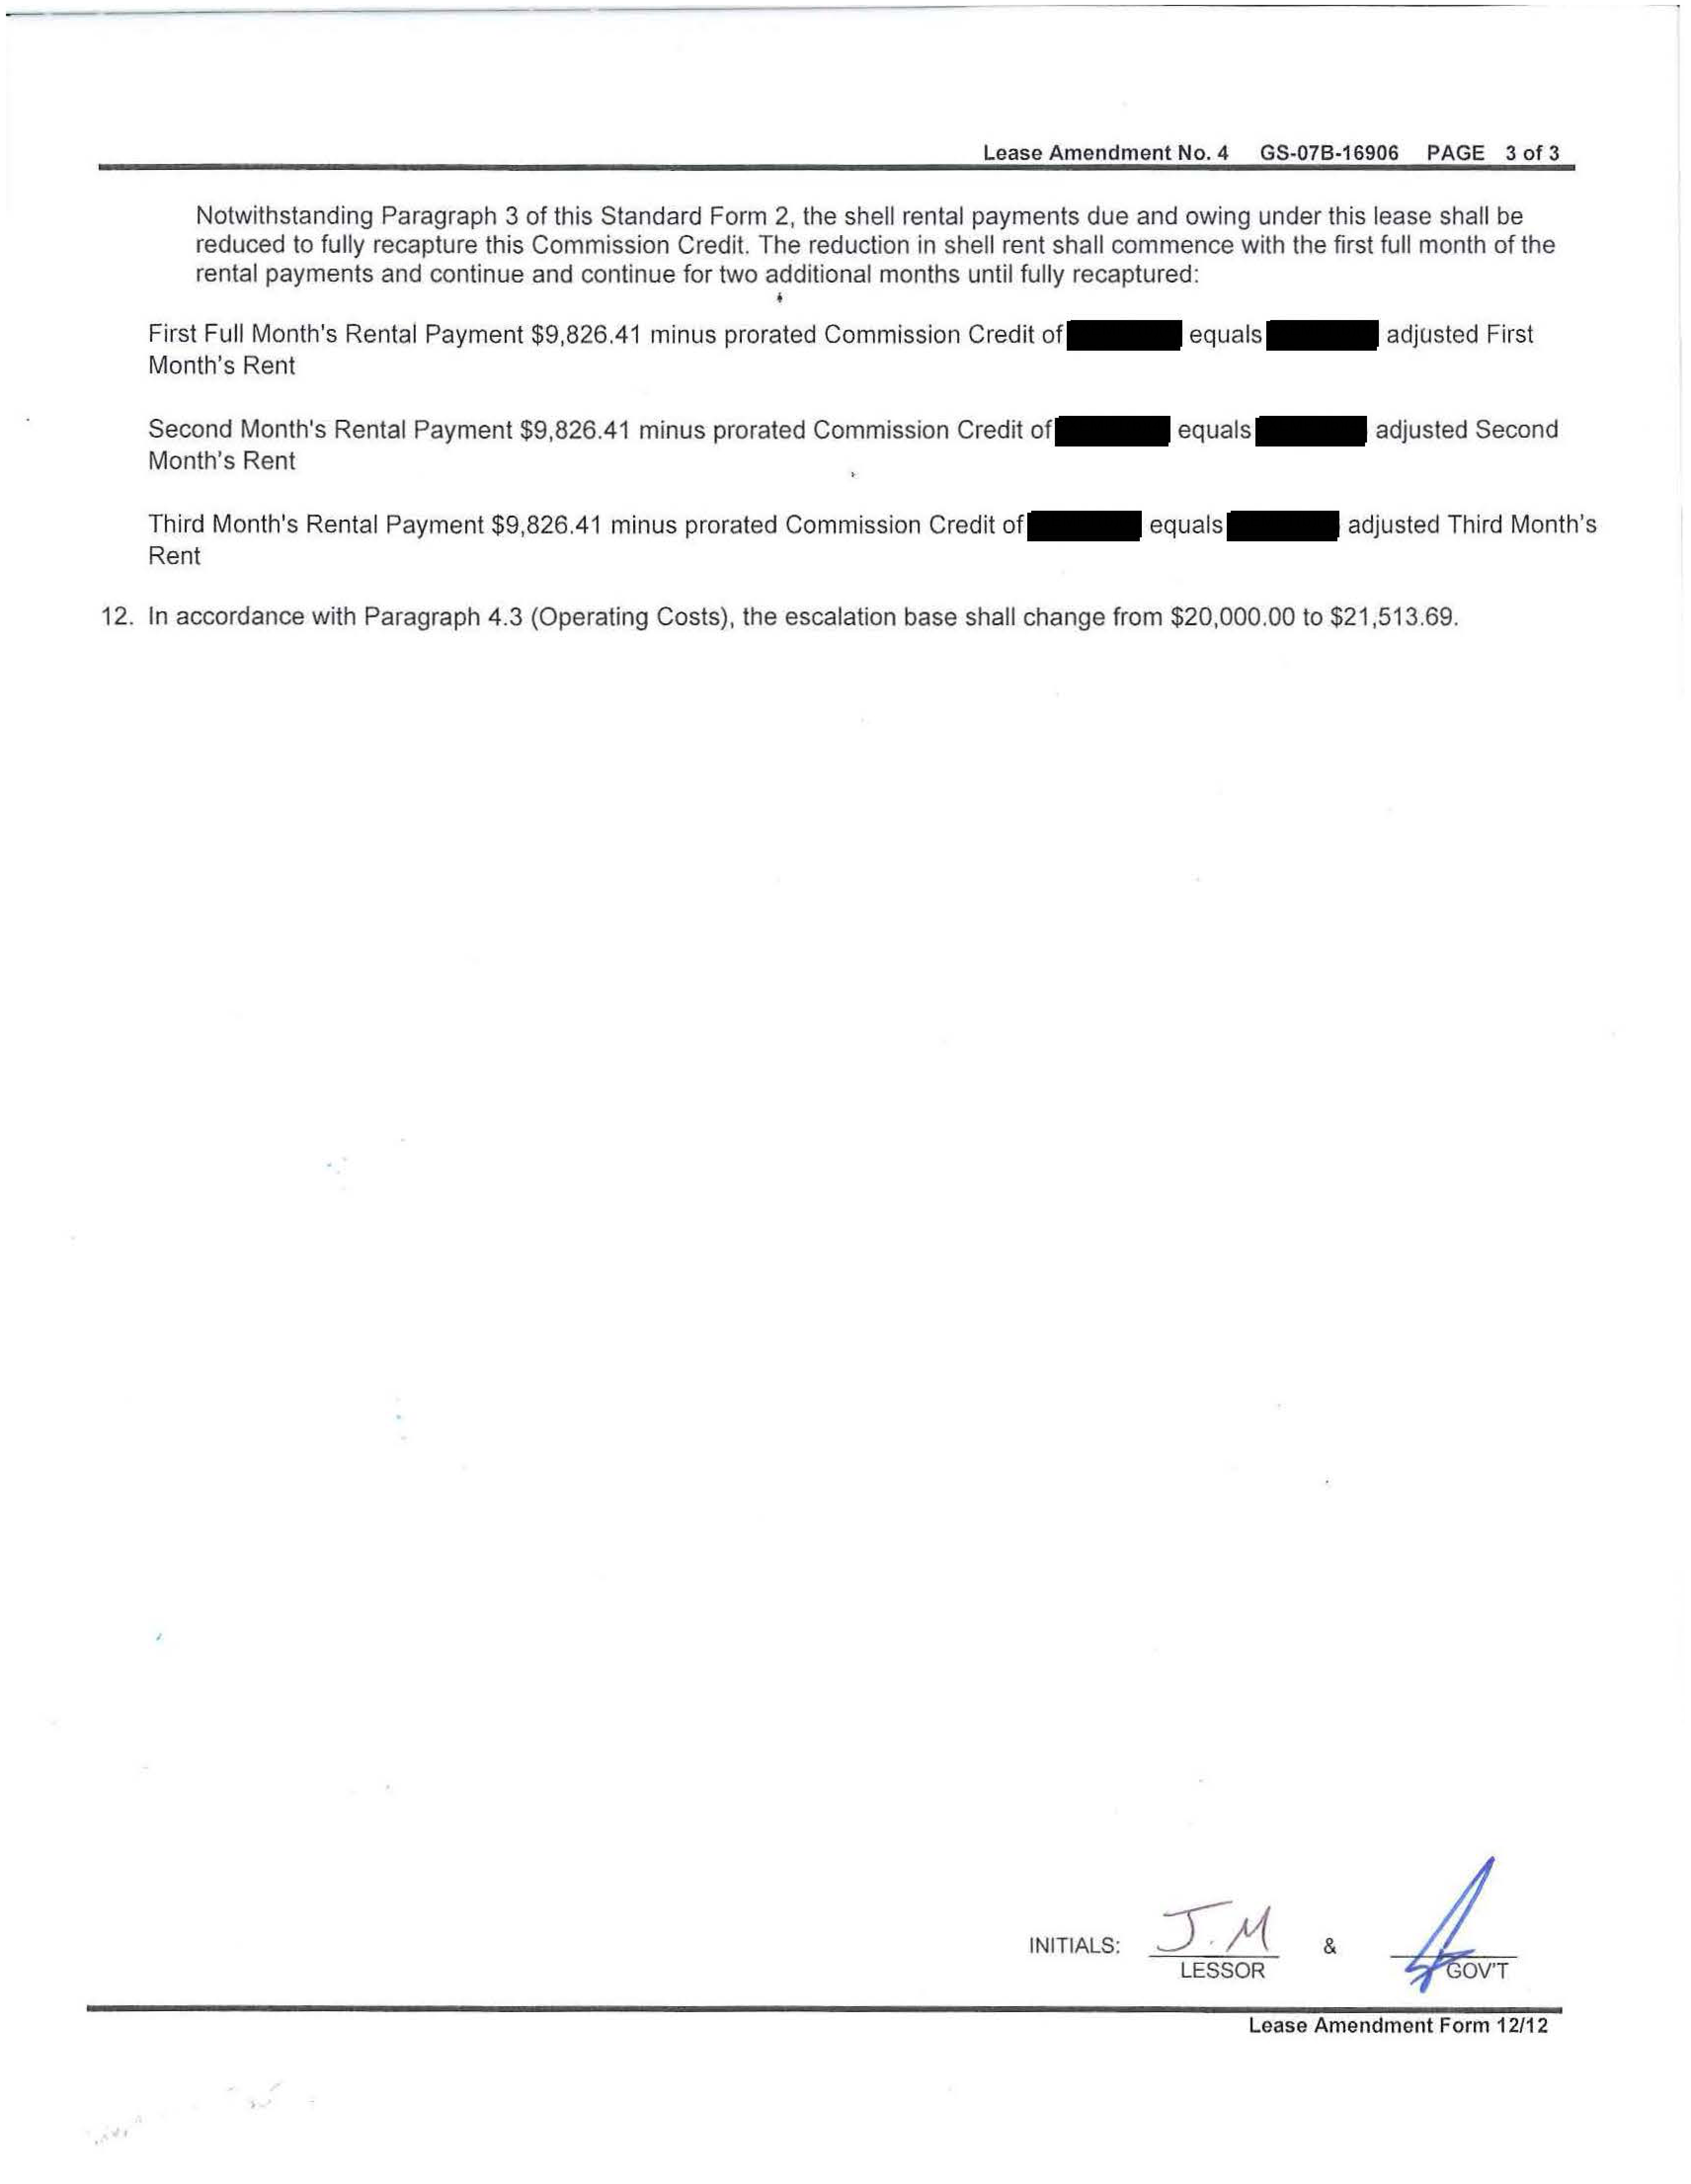 Lease Amendment No. 4 GS-07B-16906 PAGE 3 of 3
Notwithstanding Paragraph 3 of this Standard Form 2, the shell rental payments due and owing under this lease shall be
reduced to fully recapture this Commission Credit. The reduction in shell rent shall commence with the first full month of the
rental payments and continue and continue for two additional months until fully recaptured:
First Full Month's Rental Payment $9,826.41 minus prorated Commission Credit of equals adjusted First
Month's Rent
Second Month's Rental Payment $9,826.41 minus prorated Commission Credit of equals adjusted Second
Month's Rent
Third Month's Rental Payment $9,826.41 minus prorated Commission Credit of equals adjusted Third Month's
Rent
12. In accordance with Paragraph 4.3 (Operating Costs), the escalation base shall change from $20,000.00 to $21,513.69.
INITIALS: J.M &
LESSOR GOV'T
Lease Amendment Form 12/12